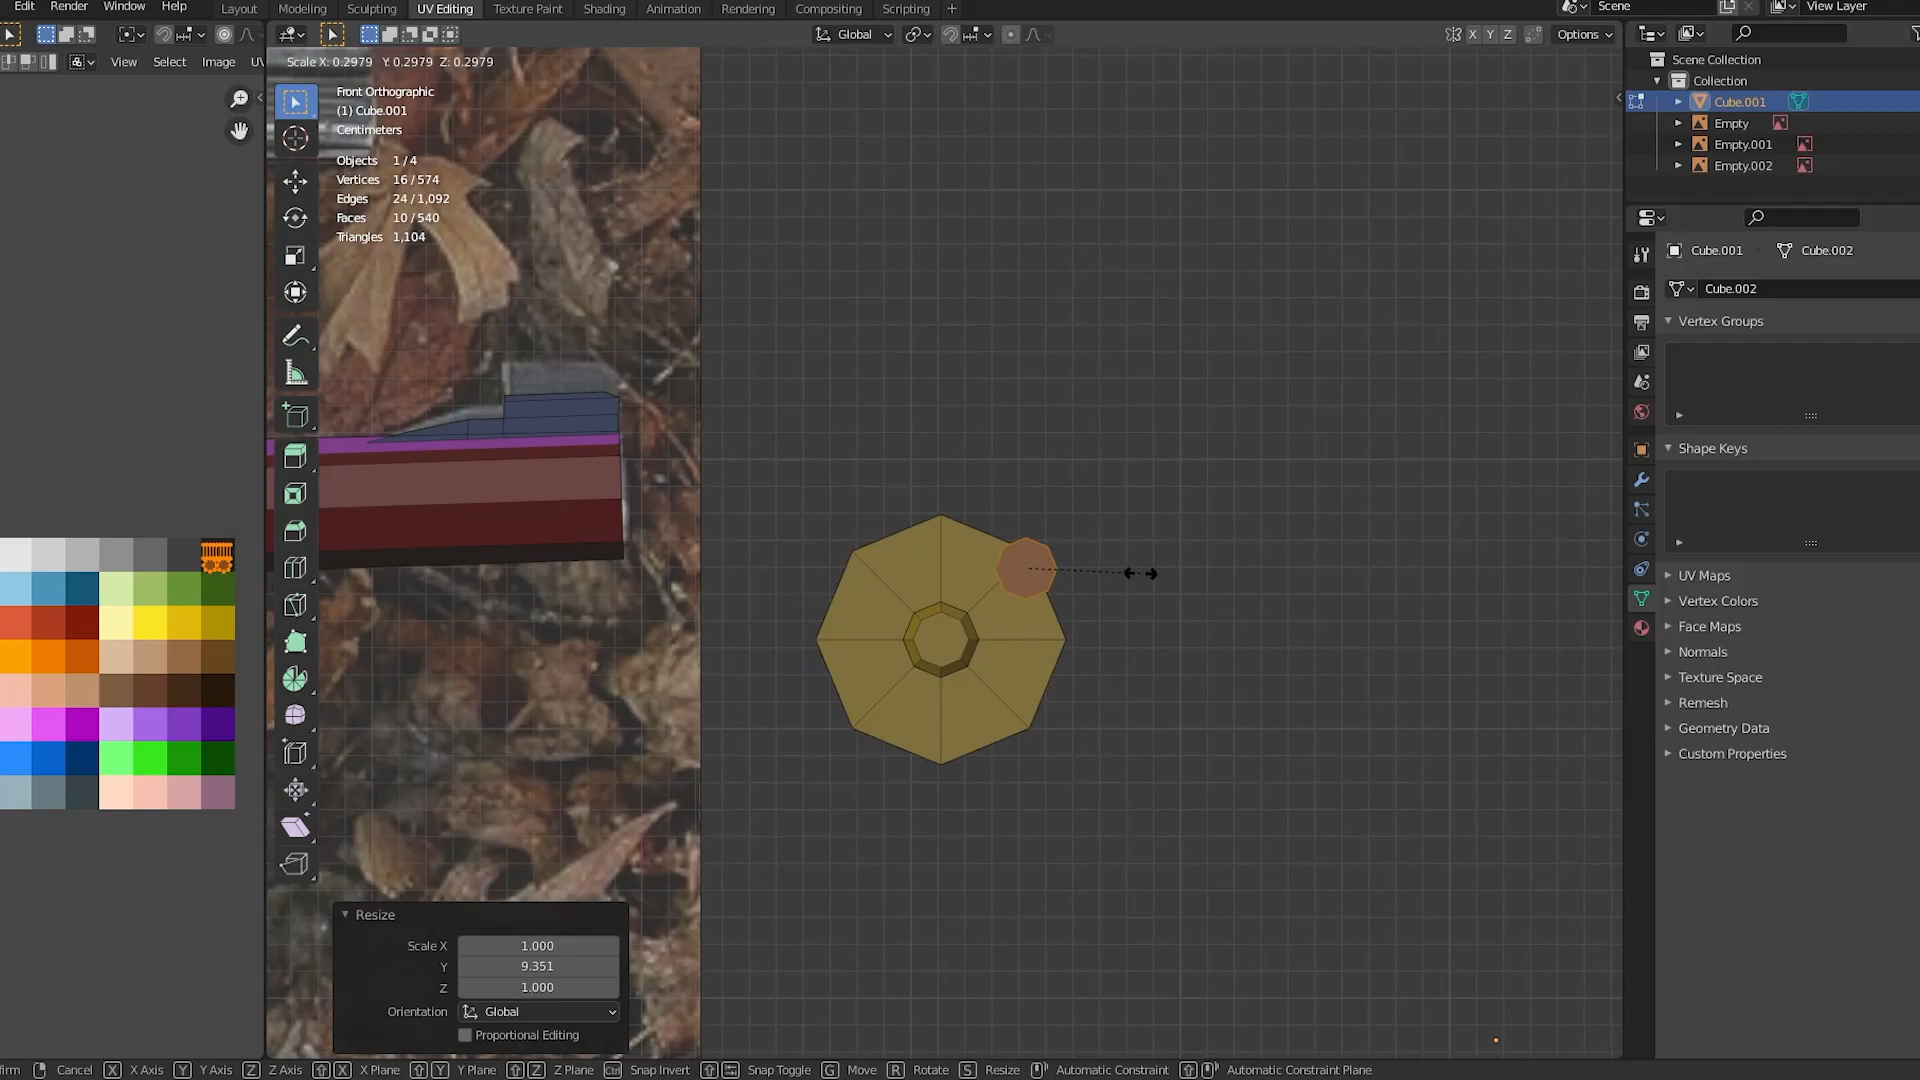 Edit Render Window Help Layout Modeling Sculpting UV Editing Texture Paint Shading Animation Rendering Compositing Scripting + Scene View Layer
Global X Y Z Options
View Select Image UV
Scale X: 0.2979 Y: 0.2979 Z: 0.2979
Front Orthographic
(1) Cube.001
Centimeters
Objects 1 / 4
Vertices 16 / 574
Edges 24 / 1,092
Faces 10 / 540
Triangles 1,104
Scene Collection
Collection
Cube.001
Empty
Empty.001
Empty.002
Cube.001 Cube.002
Cube.002
Vertex Groups
Shape Keys
UV Maps
Vertex Colors
Face Maps
Normals
Texture Space
Remesh
Geometry Data
Custom Properties
Resize
Scale X 1.000
Y 9.351
Z 1.000
Orientation Global
Proportional Editing
firm Cancel X X Axis Y Y Axis Z Z Axis X X Plane Y Y Plane Z Z Plane Ctrl Snap Invert Snap Toggle G Move R Rotate S Resize Automatic Constraint Automatic Constraint Plane